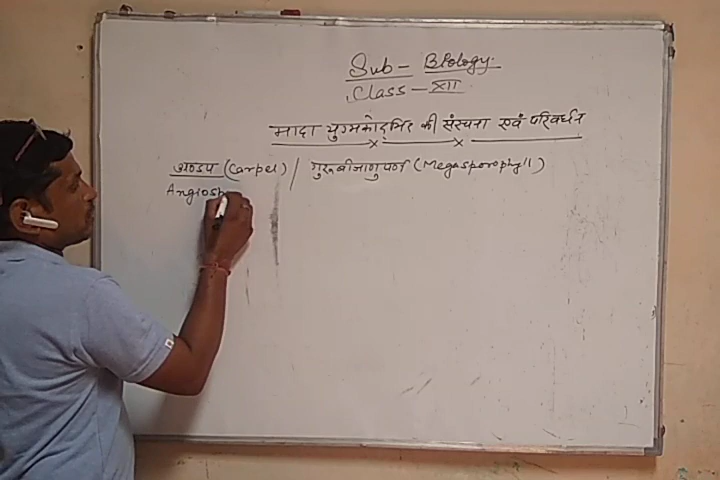 Sub- Biology.
Class- XII
मादा युग्मकोद्भिद की संरचना एवं परिवर्धन
अण्डप (Carpel) / गुरूबीजाणुपर्ण (Megasporophyll)
Angiosp